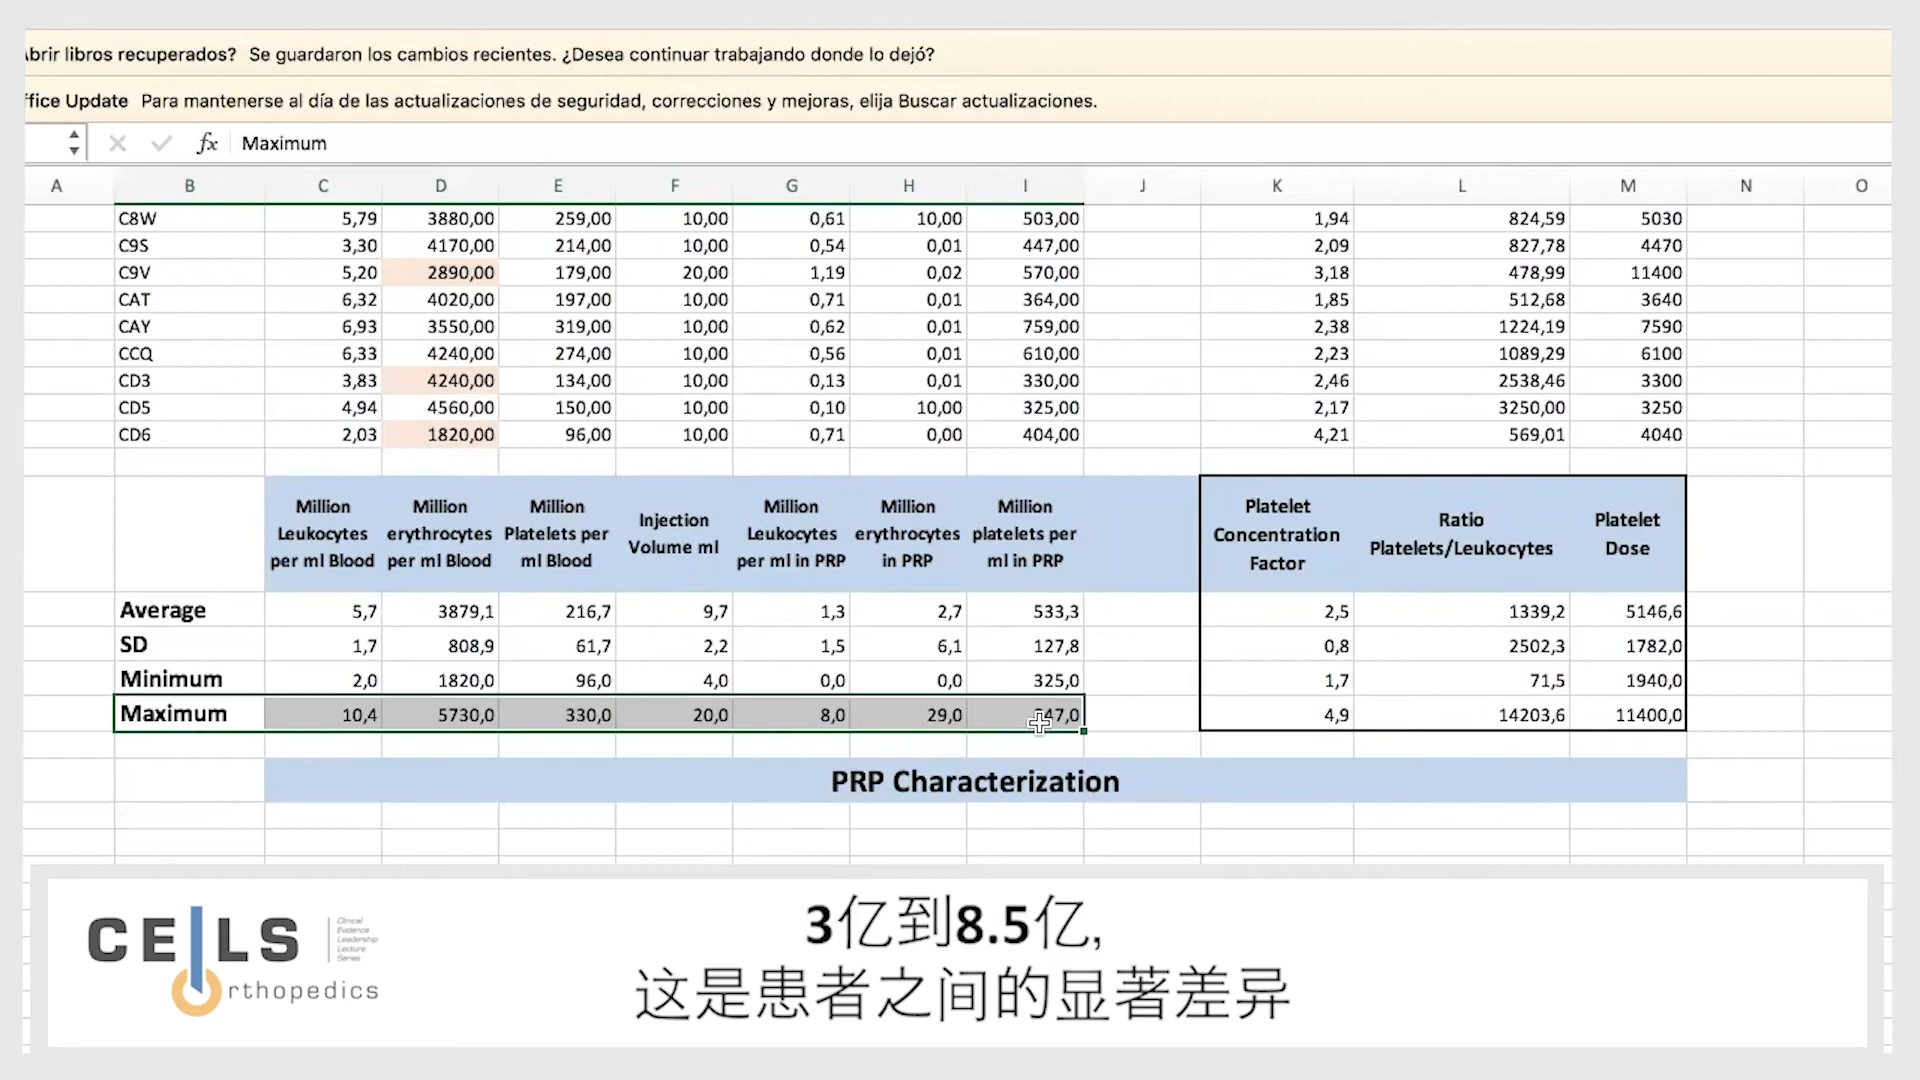 brir libros recuperados? Se guardaron los cambios recientes. ¿Desea continuar trabajando donde lo dejó?
ffice Update Para mantenerse al día de las actualizaciones de seguridad, correcciones y mejoras, elija Buscar actualizaciones.
fx Maximum
A B C D E F G H I J K L M N O
C8W 5,79 3880,00 259,00 10,00 0,61 10,00 503,00 1,94 824,59 5030
C9S 3,30 4170,00 214,00 10,00 0,54 0,01 447,00 2,09 827,78 4470
C9V 5,20 2890,00 179,00 20,00 1,19 0,02 570,00 3,18 478,99 11400
CAT 6,32 4020,00 197,00 10,00 0,71 0,01 364,00 1,85 512,68 3640
CAY 6,93 3550,00 319,00 10,00 0,62 0,01 759,00 2,38 1224,19 7590
CCQ 6,33 4240,00 274,00 10,00 0,56 0,01 610,00 2,23 1089,29 6100
CD3 3,83 4240,00 134,00 10,00 0,13 0,01 330,00 2,46 2538,46 3300
CD5 4,94 4560,00 150,00 10,00 0,10 10,00 325,00 2,17 3250,00 3250
CD6 2,03 1820,00 96,00 10,00 0,71 0,00 404,00 4,21 569,01 4040
Million Leukocytes per ml Blood
Million erythrocytes per ml Blood
Million Platelets per ml Blood
Injection Volume ml
Million Leukocytes per ml in PRP
Million erythrocytes in PRP
Million platelets per ml in PRP
Platelet Concentration Factor
Ratio Platelets/Leukocytes
Platelet Dose
Average 5,7 3879,1 216,7 9,7 1,3 2,7 533,3 2,5 1339,2 5146,6
SD 1,7 808,9 61,7 2,2 1,5 6,1 127,8 0,8 2502,3 1782,0
Minimum 2,0 1820,0 96,0 4,0 0,0 0,0 325,0 1,7 71,5 1940,0
Maximum 10,4 5730,0 330,0 20,0 8,0 29,0 47,0 4,9 14203,6 11400,0
PRP Characterization
CELLS
Clinical
Evidence
Leadership
Lecture
Series
Orthopedics
3亿到8.5亿,
这是患者之间的显著差异